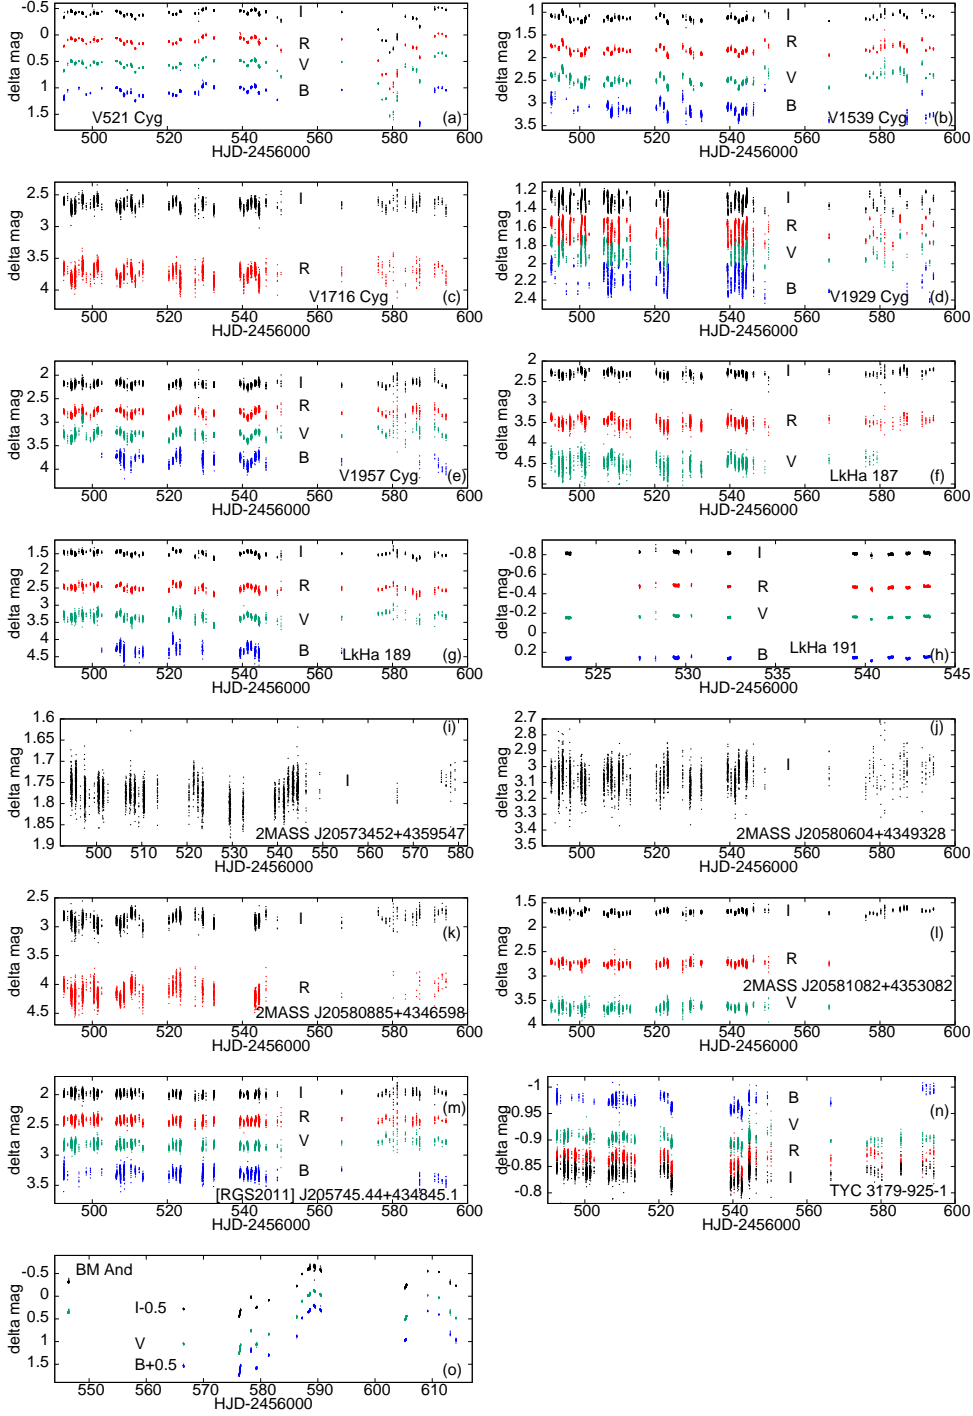 -0.5
0
0.5
1
1.5
delta mag
I
R
V
B
V521 Cyg
(a)
500 520 540 560 580 600
HJD-2456000
1
1.5
2
2.5
3
3.5
delta mag
I
R
V
B
V1539 Cyg
(b)
500 520 540 560 580 600
HJD-2456000
2.5
3
3.5
4
delta mag
I
R
V1716 Cyg
(c)
500 520 540 560 580 600
HJD-2456000
1.2
1.4
1.6
1.8
2
2.2
2.4
delta mag
I
R
V
B
V1929 Cyg
(d)
500 520 540 560 580 600
HJD-2456000
2
2.5
3
3.5
4
delta mag
I
R
V
B
V1957 Cyg
(e)
500 520 540 560 580 600
HJD-2456000
2
2.5
3
3.5
4
4.5
5
delta mag
I
R
V
LkHa 187
(f)
500 520 540 560 580 600
HJD-2456000
1.5
2.5
3.5
4.5
delta mag
I
R
V
B
LkHa 189
(g)
500 520 540 560 580 600
HJD-2456000
-0.8
-0.6
-0.4
-0.2
0
0.2
delta mag
I
R
V
B
LkHa 191
(h)
525 530 535 540 545
HJD-2456000
1.6
1.7
1.75
1.8
1.85
1.9
delta mag
I
2MASS J20573452+4359547
(i)
500 510 520 530 540 550 560 570 580
HJD-2456000
2.7
2.8
2.9
3
3.1
3.2
3.3
3.4
3.5
delta mag
I
2MASS J20580604+4349328
(j)
500 520 540 560 580 600
HJD-2456000
2.5
3
3.5
4
4.5
delta mag
I
R
2MASS J20580885+4346598
(k)
500 520 540 560 580 600
HJD-2456000
1.5
2
2.5
3
3.5
4
delta mag
I
R
V
2MASS J20581082+4353082
(l)
500 520 540 560 580 600
HJD-2456000
2
2.5
3
3.5
delta mag
I
R
V
B
[RGS2011] J205745.44+434845.1
(m)
500 520 540 560 580 600
HJD-2456000
-1
-0.95
-0.9
-0.85
-0.8
delta mag
B
V
R
I
TYC 3179-925-1
(n)
500 520 540 560 580 600
HJD-2456000
-0.5
0
0.5
1
1.5
delta mag
BM And
I-0.5
V
B+0.5
(o)
550 560 570 580 590 600 610
HJD-2456000